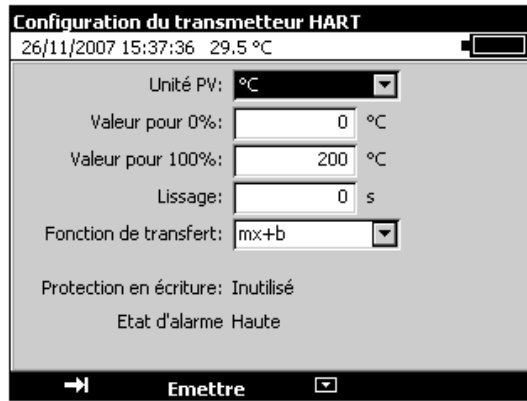 Configuration du transmetteur HART
26/11/2007 15:37:36 29.5 °C
Unité PV: °C
Valeur pour 0%: 0 °C
Valeur pour 100%: 200 °C
Lissage: 0 s
Fonction de transfert: mx+b
Protection en écriture: Inutilisé
Etat d'alarme Haute
Emettre